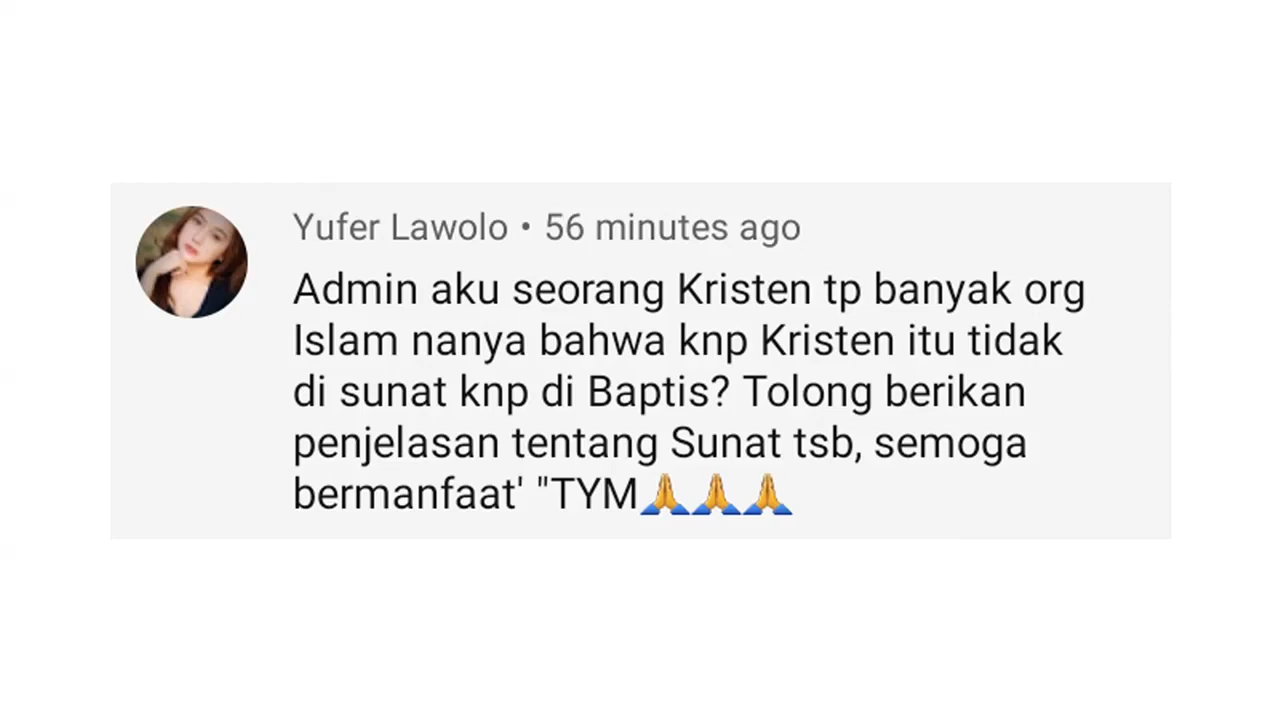 Yufer Lawolo • 56 minutes ago
Admin aku seorang Kristen tp banyak org
Islam nanya bahwa knp Kristen itu tidak
di sunat knp di Baptis? Tolong berikan
penjelasan tentang Sunat tsb, semoga
bermanfaat' "TYM🙏🙏🙏